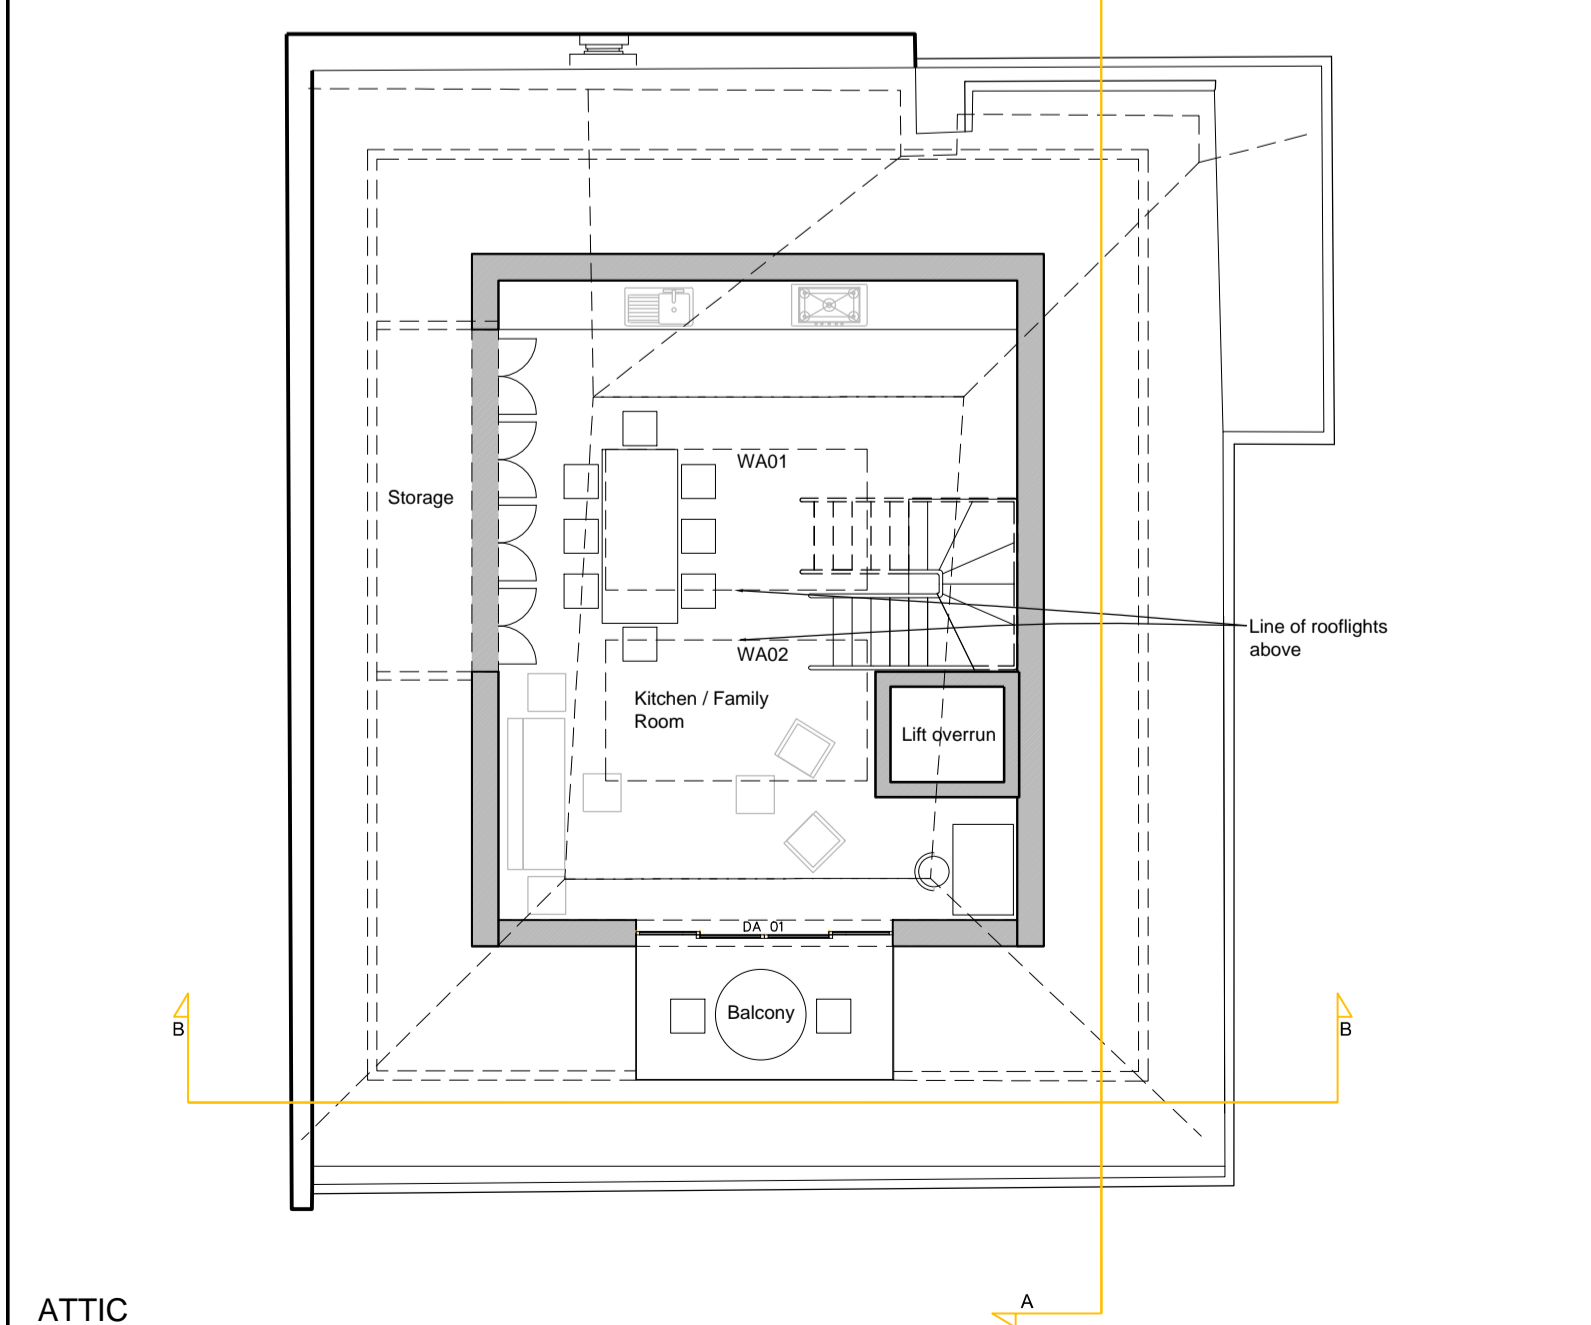 WA01
Storage
Line of rooflights
above
WA02
Kitchen / Family
Room
Lift overrun
DA 01
Balcony
B
B
A
ATTIC